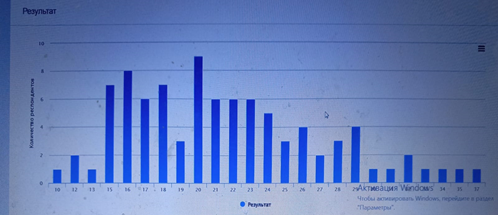 Результат
Количество респондентов
10
8
6
4
2
0
10 12 13 15 16 17 18 19 20 21 22 23 24 25 26 27 28 29
Результат
Активация Windows
Чтобы активировать Windows, перейдите в раздел
"Параметры"